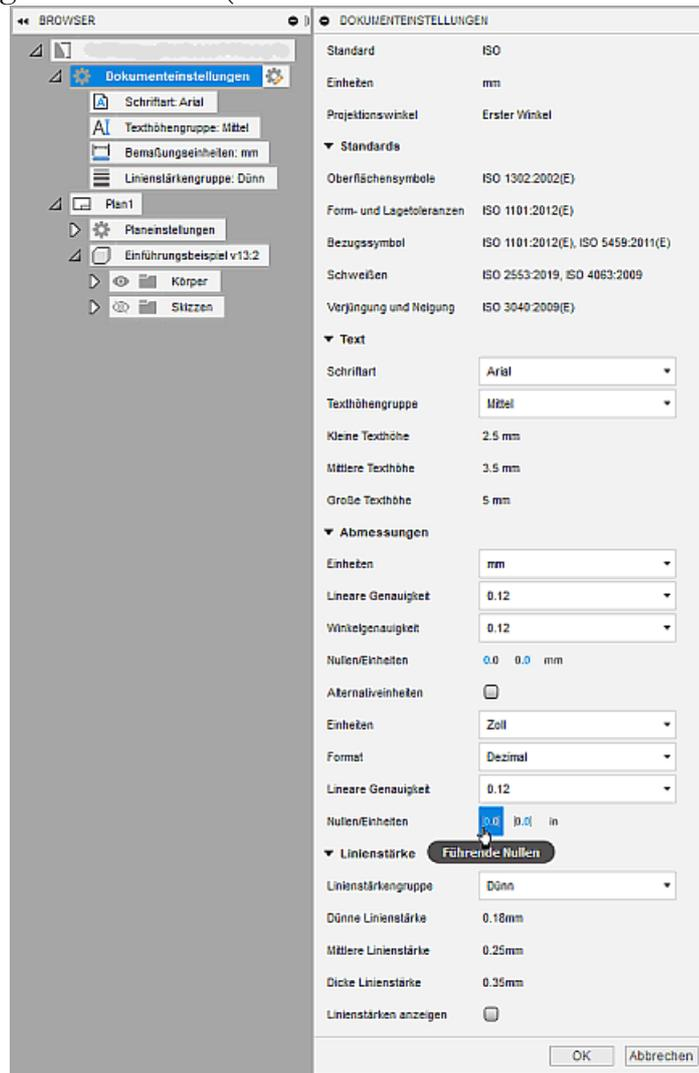 BROWSER
Dokumenteinstellungen
Schriftart: Arial
Texthöhengruppe: Mittel
Bemaßungseinheiten: mm
Linienstärkengruppe: Dünn
Plan1
Planeinstellungen
Einführungsbeispiel v13:2
Körper
Skizzen
DOKUMENTEINSTELLUNGEN
Standard ISO
Einheiten mm
Projektionswinkel Erster Winkel
Standards
Oberflächensymbole ISO 1302:2002(E)
Form- und Lagetoleranzen ISO 1101:2012(E)
Bezugssymbol ISO 1101:2012(E), ISO 5459:2011(E)
Schweißen ISO 2553:2019, ISO 4063:2009
Verjüngung und Neigung ISO 3040:2009(E)
Text
Schriftart Arial
Texthöhengruppe Mittel
Kleine Texthöhe 2.5 mm
Mittlere Texthöhe 3.5 mm
Große Texthöhe 5 mm
Abmessungen
Einheiten mm
Lineare Genauigkeit 0.12
Winkelgenauigkeit 0.12
Nullen/Einheiten 0.0 0.0 mm
Alternativeinheiten
Einheiten Zoll
Format Dezimal
Lineare Genauigkeit 0.12
Nullen/Einheiten [0.0] [0.0] in
Linienstärke Führende Nullen
Linienstärkengruppe Dünn
Dünne Linienstärke 0.18mm
Mittlere Linienstärke 0.25mm
Dicke Linienstärke 0.35mm
Linienstärken anzeigen
OK Abbrechen